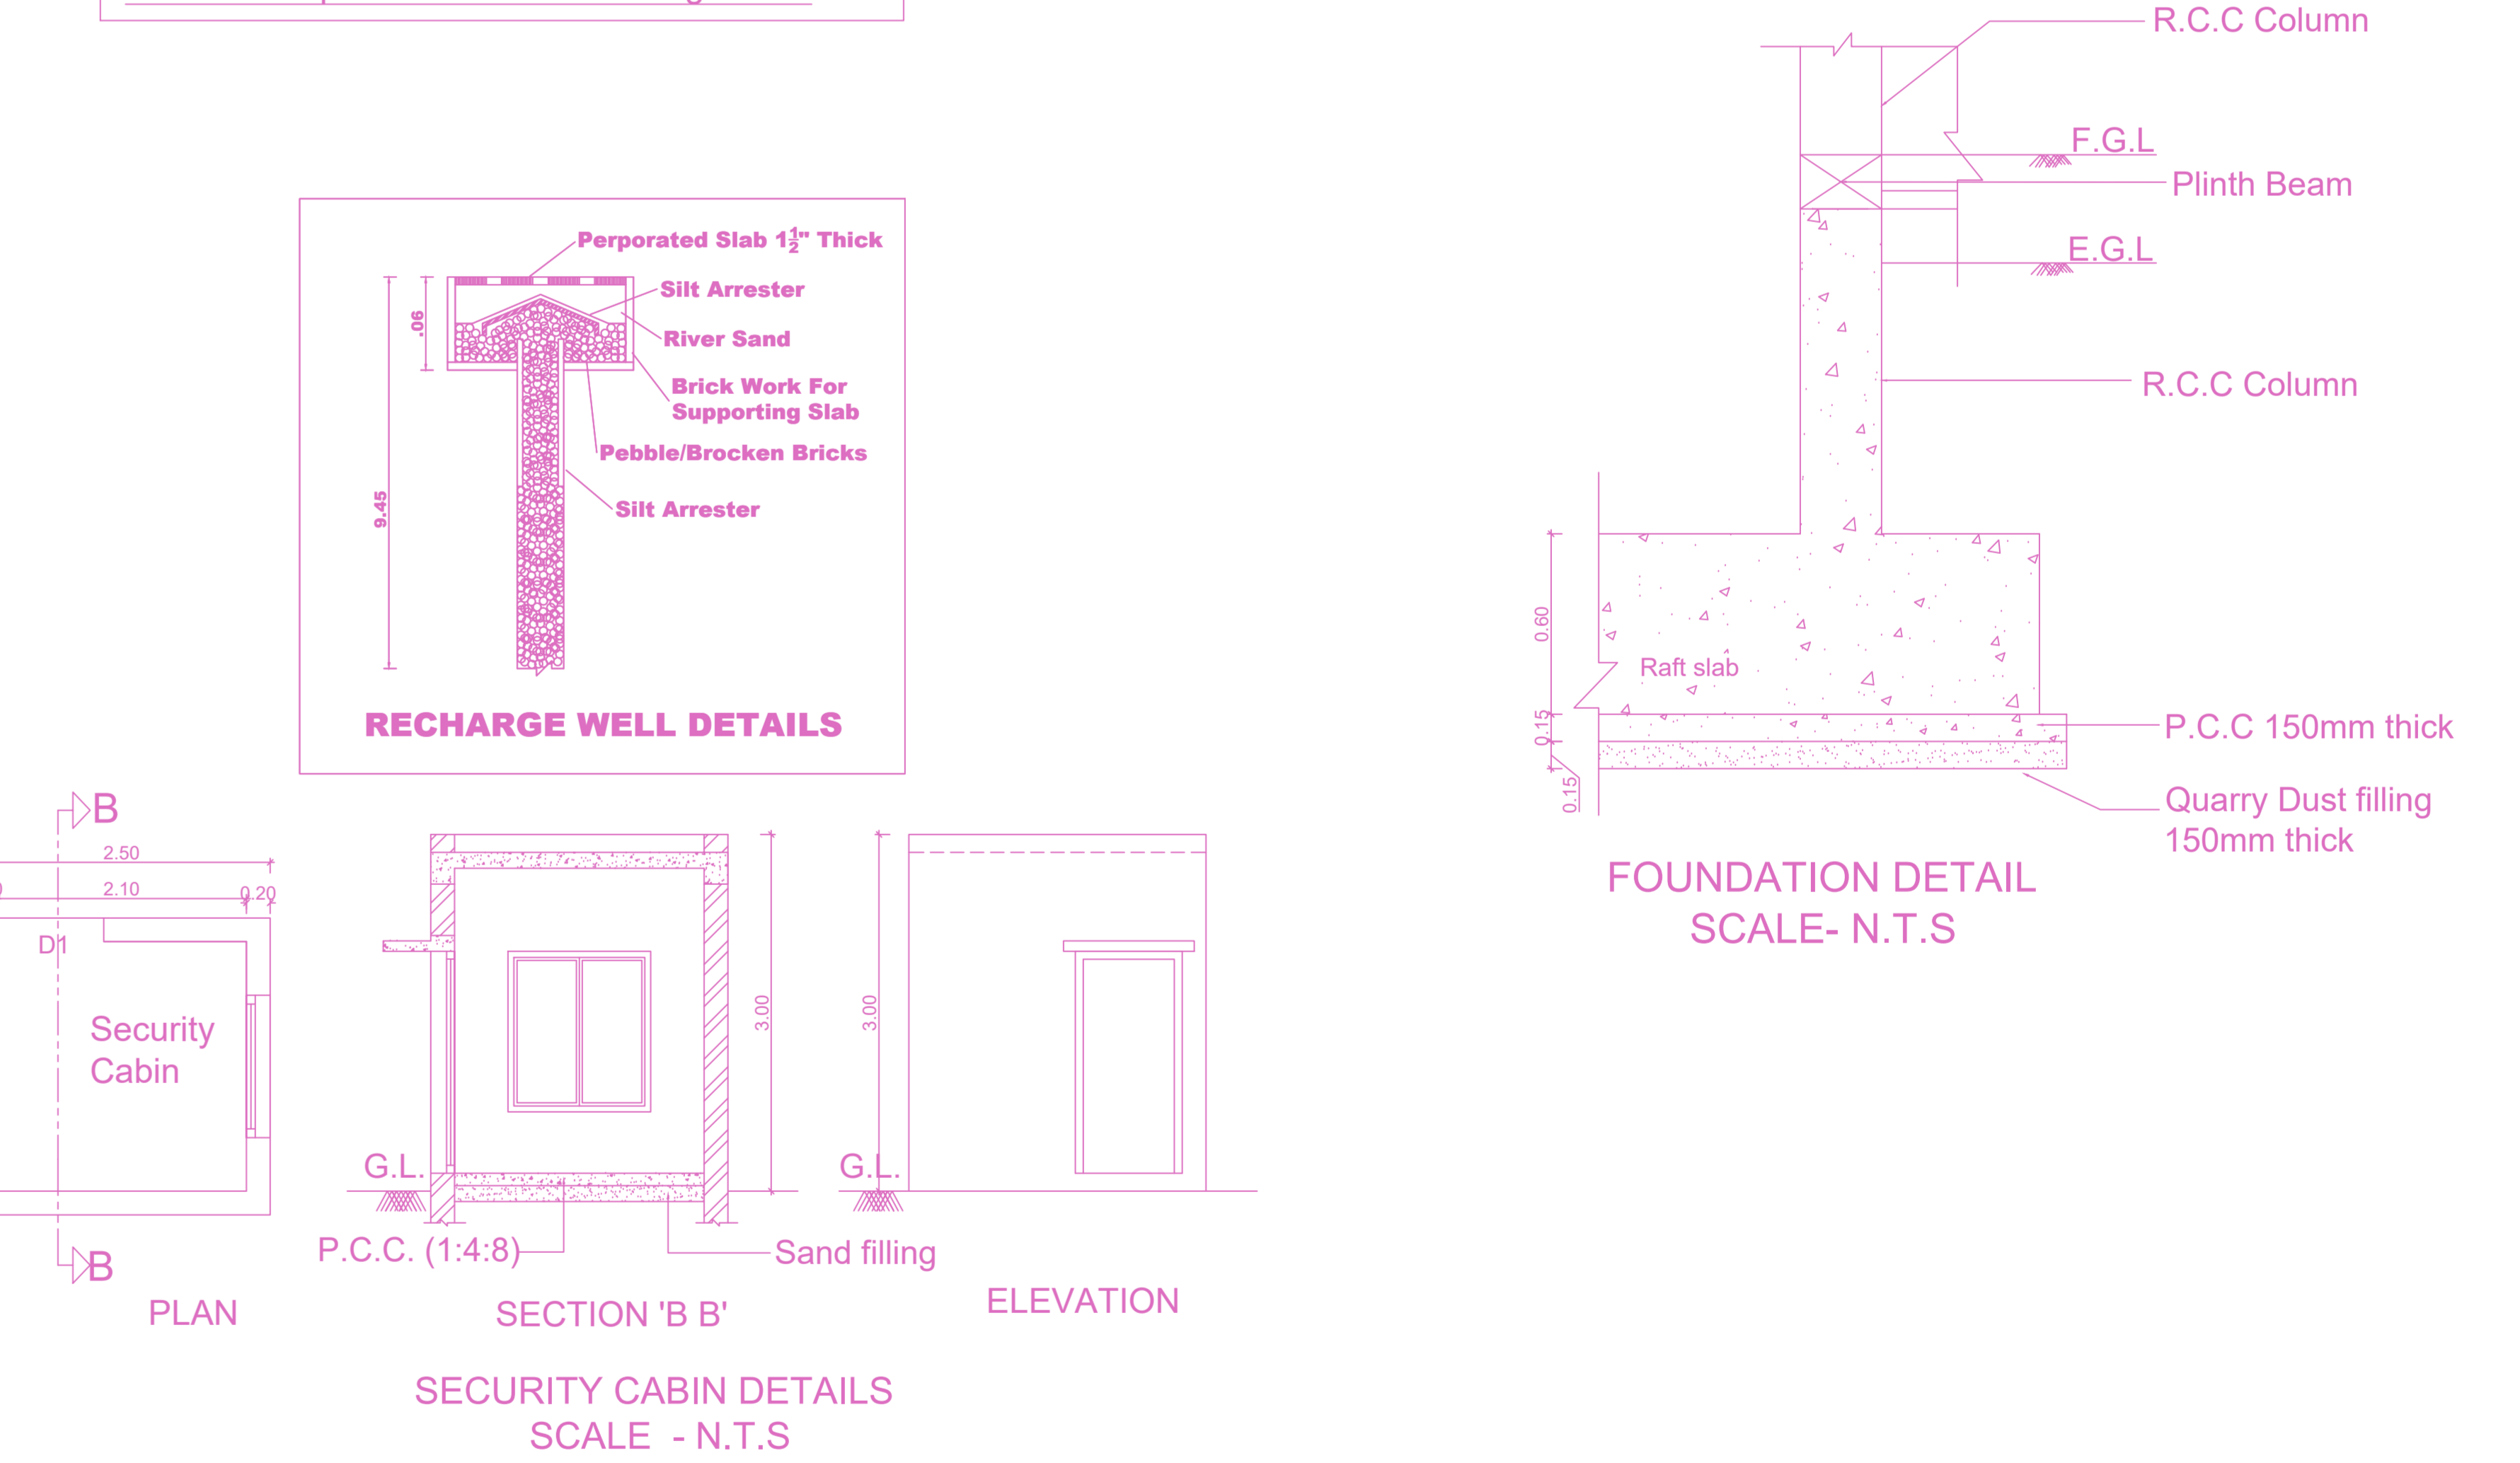 R.C.C Column
F.G.L
Plinth Beam
E.G.L
R.C.C Column
0.60
Raft slab
0.15
P.C.C 150mm thick
0.15
Quarry Dust filling
150mm thick
FOUNDATION DETAIL
SCALE- N.T.S
Perporated Slab 1½" Thick
Silt Arrester
.06
River Sand
Brick Work For
Supporting Slab
Pebble/Brocken Bricks
9.45
Silt Arrester
RECHARGE WELL DETAILS
B
2.50
2.10
0.20
D1
Security
Cabin
B
PLAN
3.00
G.L.
P.C.C. (1:4:8)
Sand filling
SECTION 'B B'
3.00
G.L.
ELEVATION
SECURITY CABIN DETAILS
SCALE - N.T.S